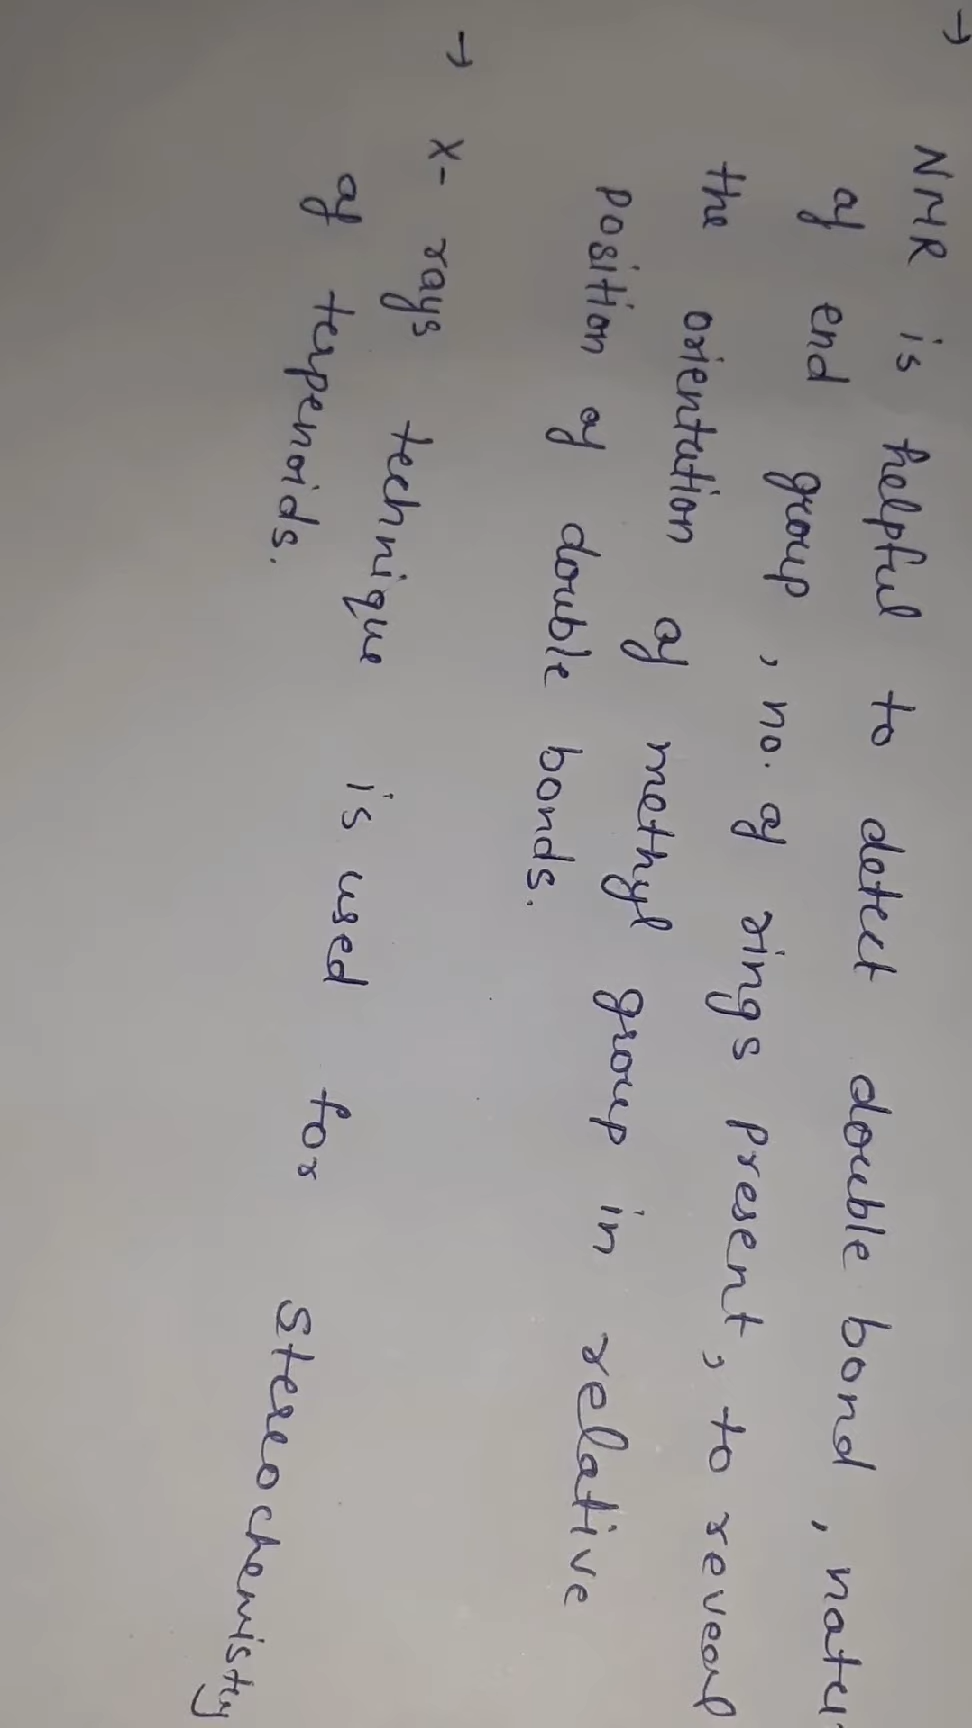 → NMR is helpful to detect double bond, natu
of end group, no. of rings present, to reveal
the orientation of methyl group in relative
position of double bonds.
→ X-rays technique is used for stereochemisty
of terpenoids.